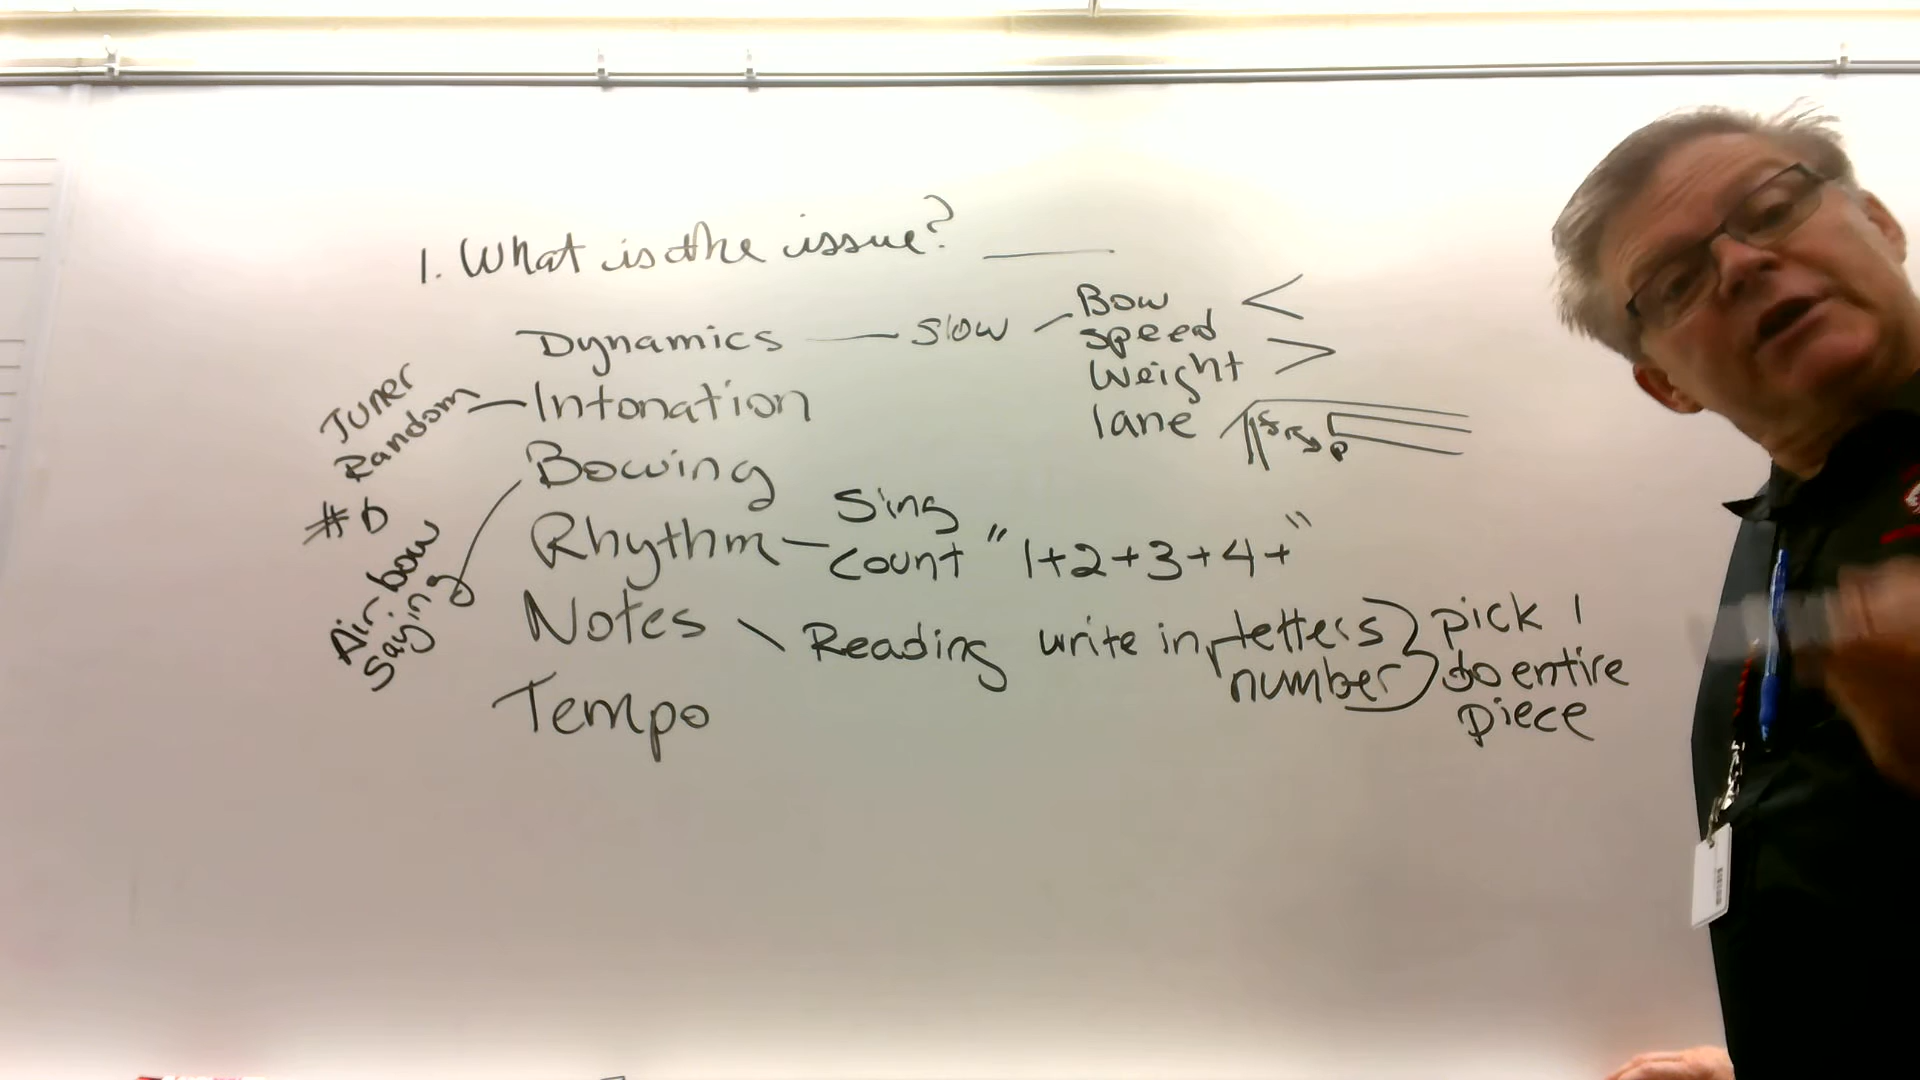 1. What is the issue? ____
Dynamics — slow — Bow speed <
Weight >
lane f p
Tuner
Random — Intonation
# b
Bowing
Air-bow
saying
Rhythm — Sing
count "1+2+3+4+"
Notes \ Reading write in letters } pick 1
number do entire
piece
Tempo